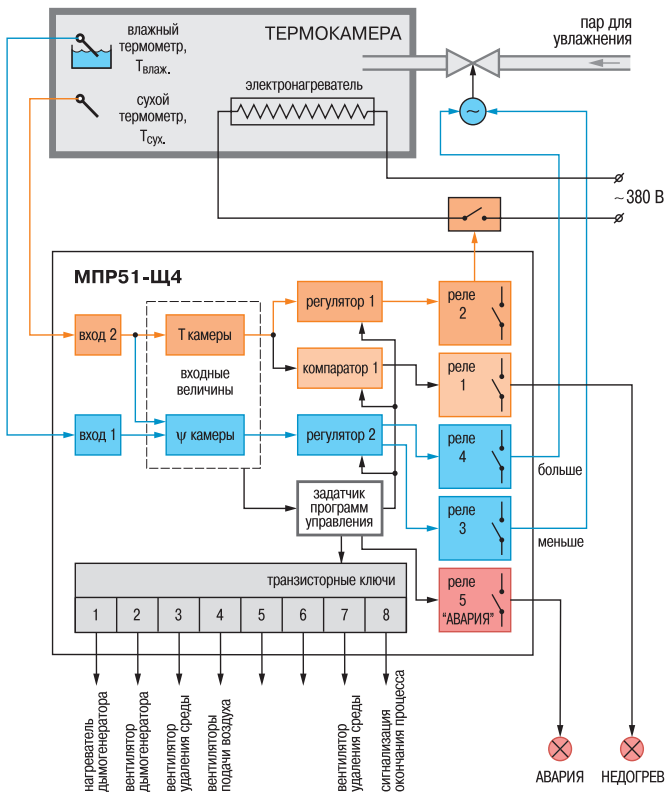 влажный
термометр,
Tвлаж.
ТЕРМОКАМЕРА
пар для
увлажнения
сухой
термометр,
Tсух.
электронагреватель
~
~380 В
МПР51-Щ4
вход 2
T камеры
регулятор 1
реле
2
входные
величины
компаратор 1
реле
1
вход 1
ψ камеры
регулятор 2
реле
4
больше
задатчик
программ
управления
реле
3
меньше
транзисторные ключи
1 2 3 4 5 6 7 8
реле
5
"АВАРИЯ"
нагреватель
дымогенератора
вентилятор
дымогенератора
вентилятор
удаления среды
вентиляторы
подачи воздуха
вентилятор
удаления среды
сигнализация
окончания процесса
АВАРИЯ
НЕДОГРЕВ